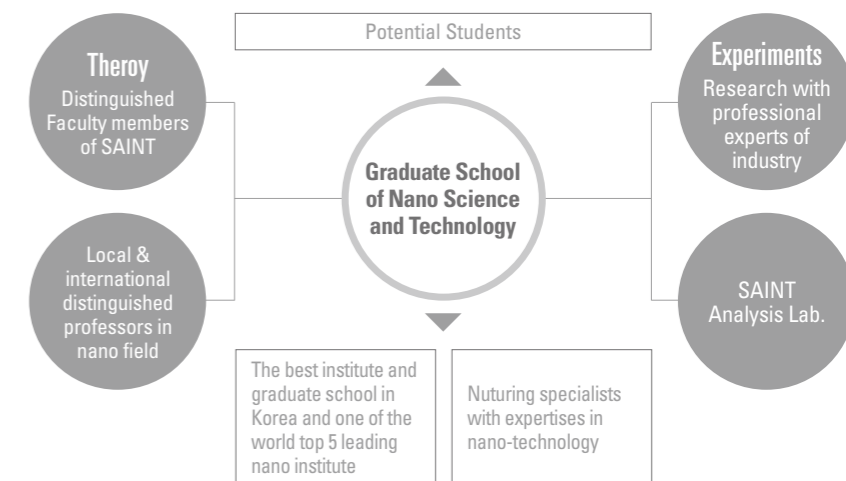 Potential Students
Theroy
Distinguished
Faculty members
of SAINT
Experiments
Research with
professional
experts of
industry
Graduate School
of Nano Science
and Technology
Local &
international
distinguished
professors in
nano field
SAINT
Analysis Lab.
The best institute and
graduate school in
Korea and one of the
world top 5 leading
nano institute
Nuturing specialists
with expertises in
nano-technology